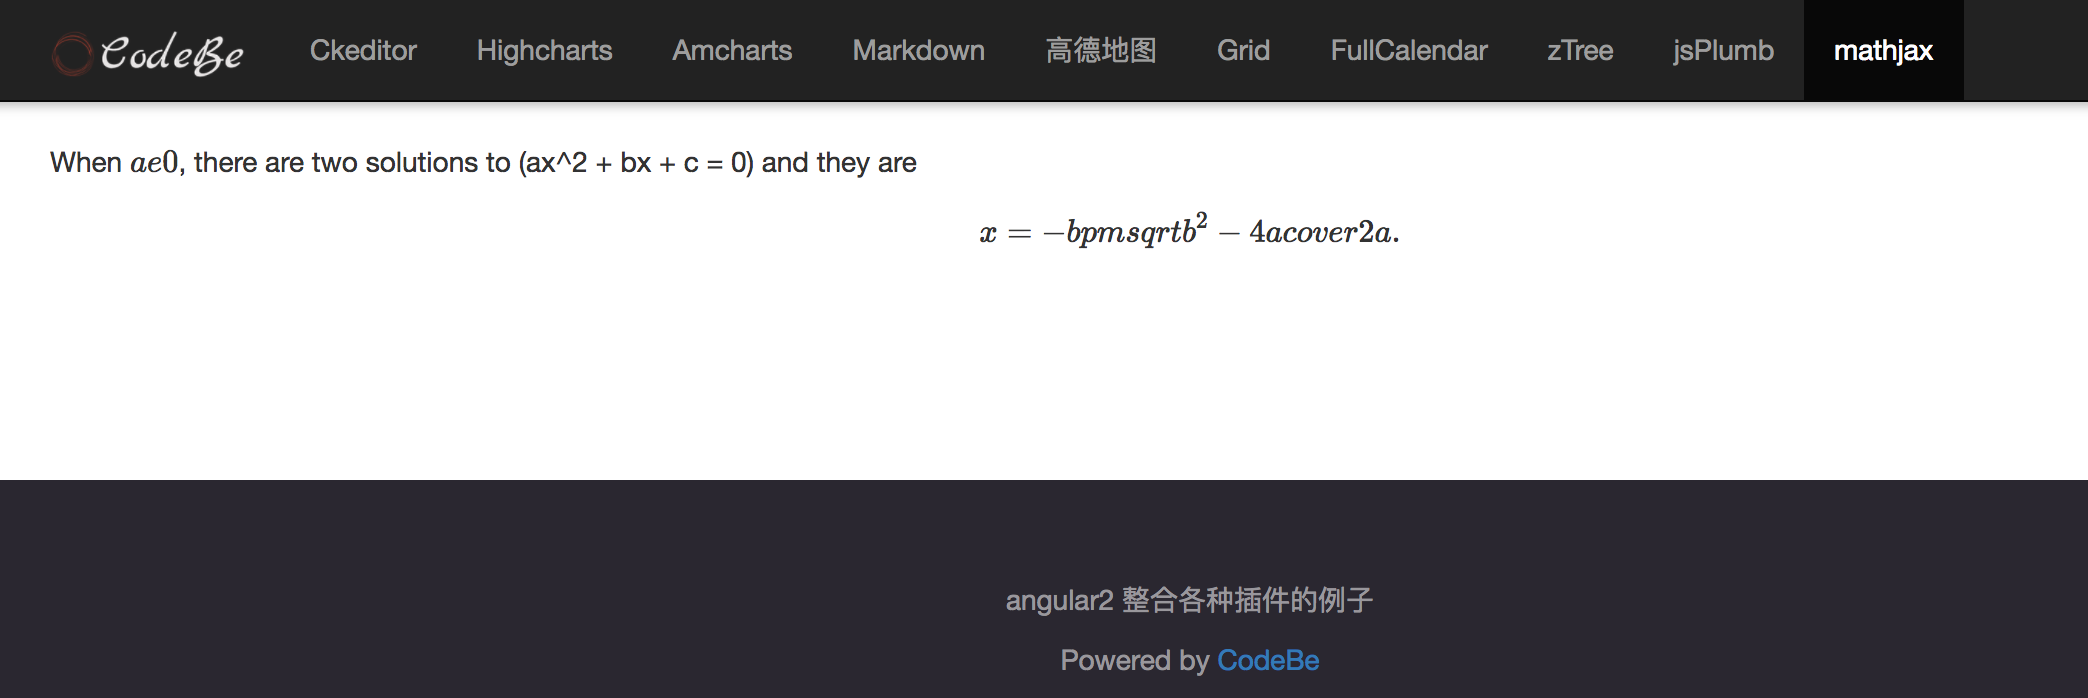 CodeBe Ckeditor Highcharts Amcharts Markdown 高德地图 Grid FullCalendar zTree jsPlumb mathjax
When ae0, there are two solutions to (ax^2 + bx + c = 0) and they are
x = −bpmsqrtb² − 4acover2a.
angular2 整合各种插件的例子
Powered by CodeBe